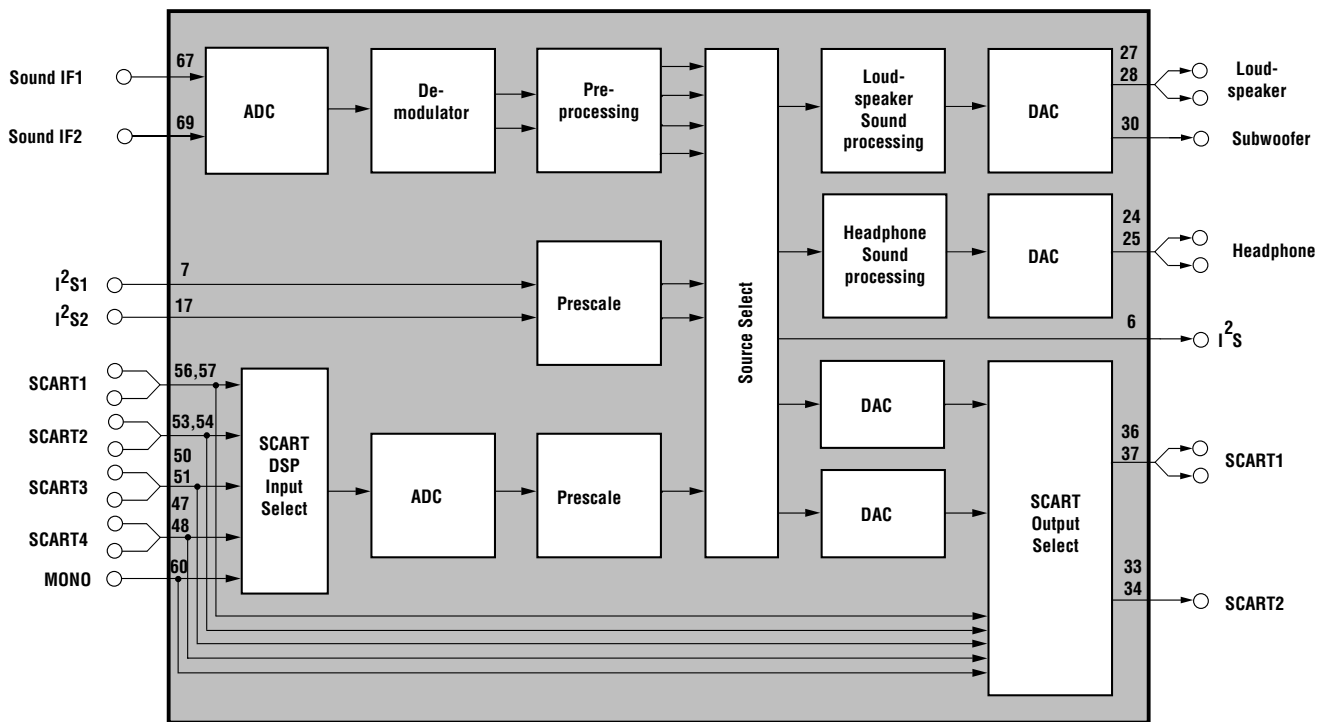 Sound IF1
67
Sound IF2
69
ADC
De-
modulator
Pre-
processing
Source Select
Loud-
speaker
Sound
processing
DAC
27
28
Loud-
speaker
30
Subwoofer
Headphone
Sound
processing
DAC
24
25
Headphone
I²S1
7
I²S2
17
Prescale
6
I²S
SCART1
56,57
SCART2
53,54
SCART3
50
51
SCART4
47
48
MONO
60
SCART
DSP
Input
Select
ADC
Prescale
DAC
DAC
SCART
Output
Select
36
37
SCART1
33
34
SCART2